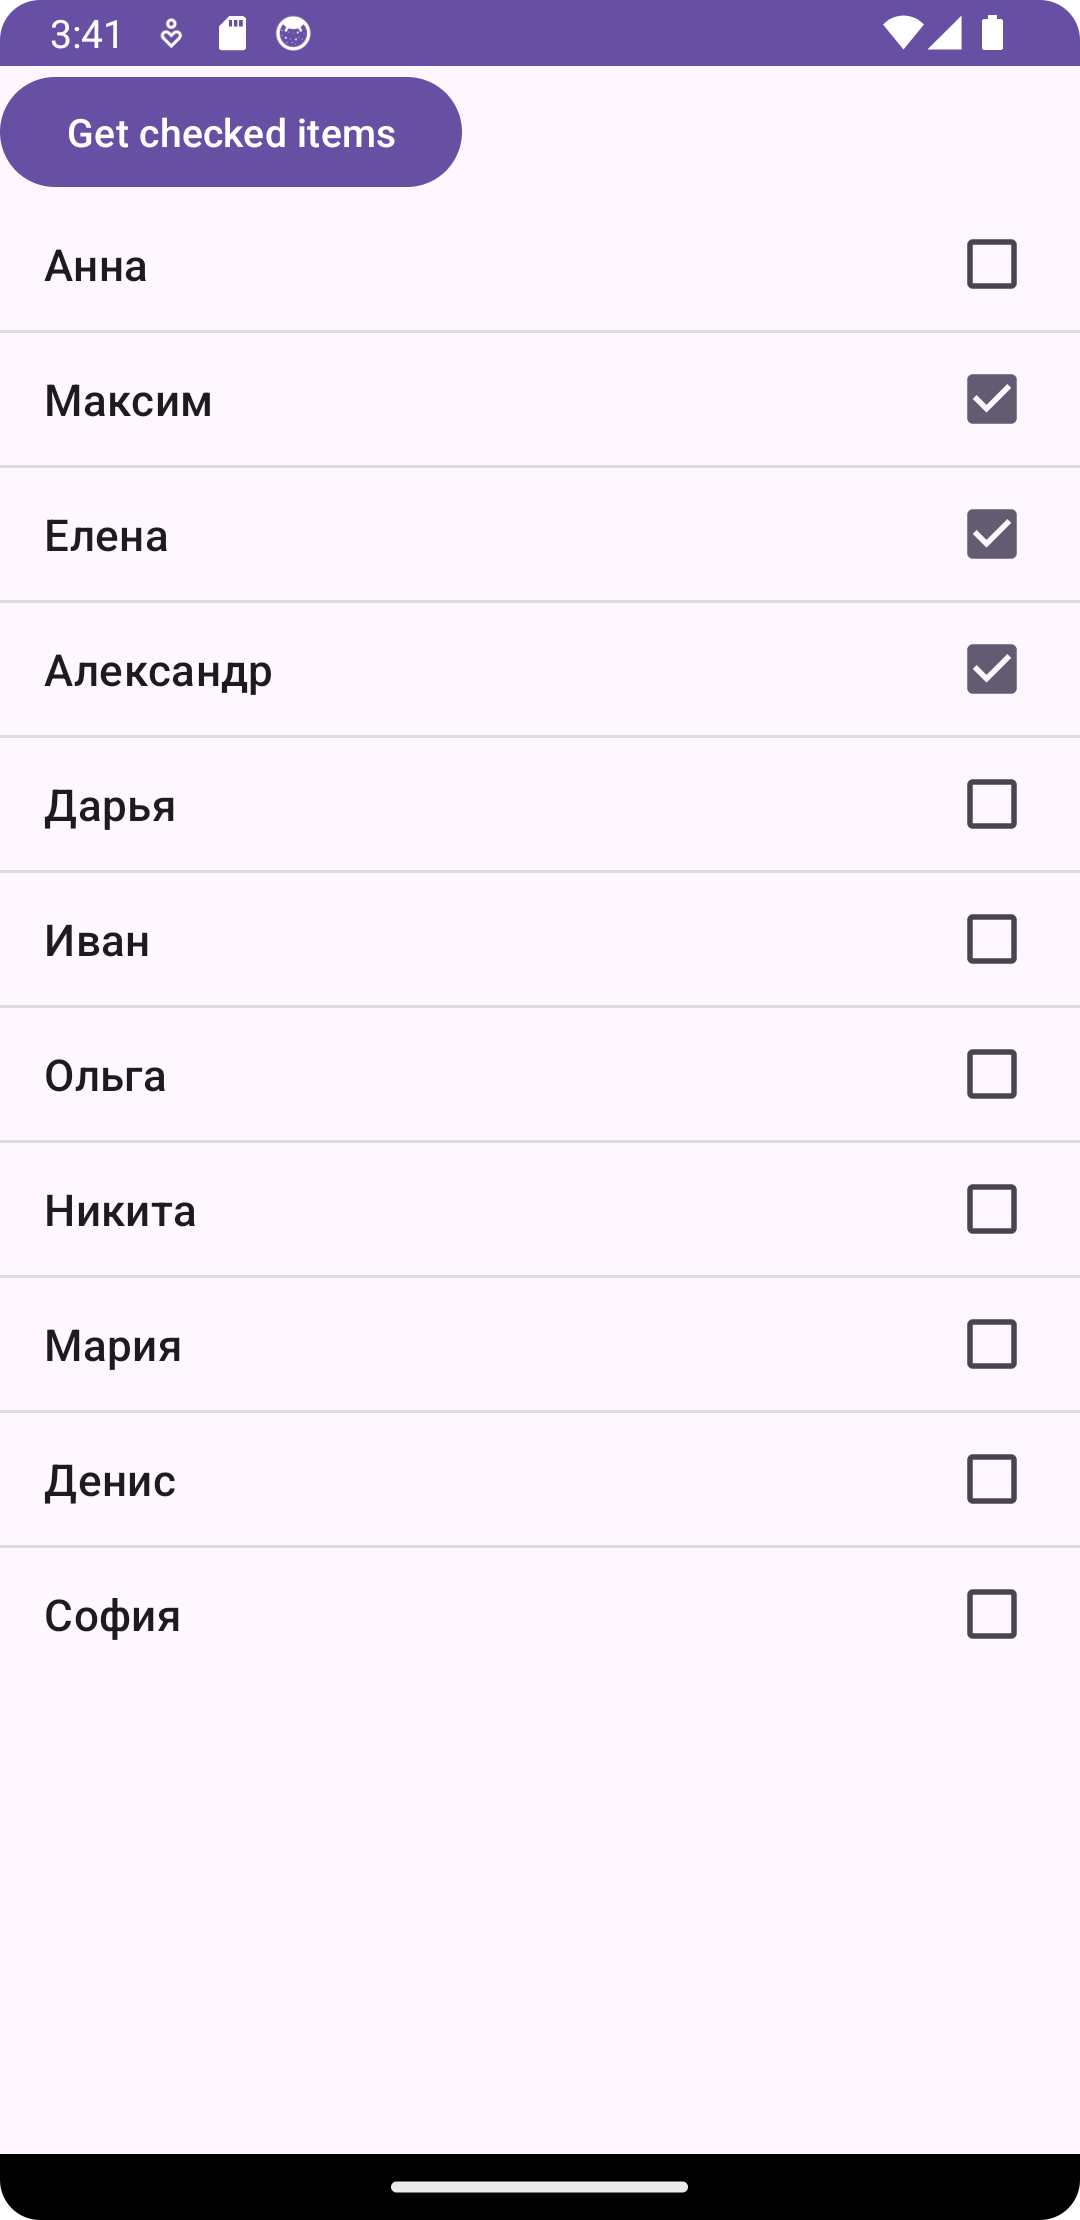 3:41
Get checked items
Анна
Максим
Елена
Александр
Дарья
Иван
Ольга
Никита
Мария
Денис
София